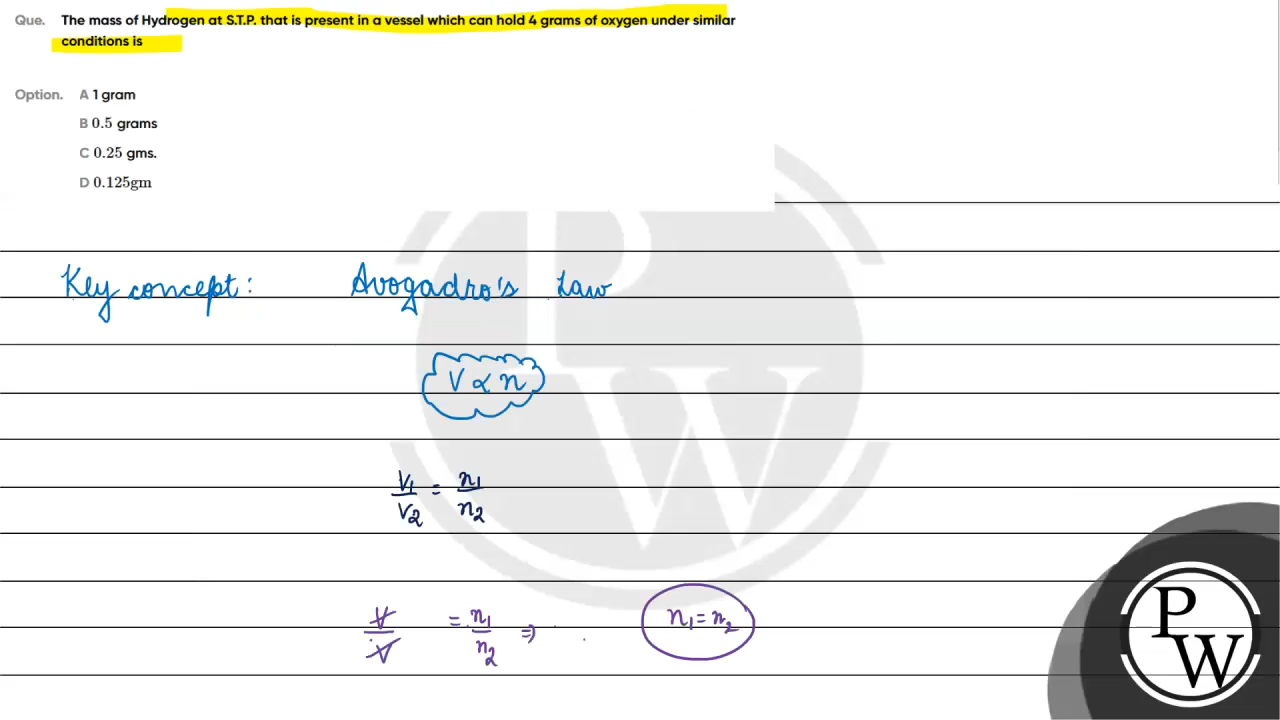 Que. The mass of Hydrogen at S.T.P. that is present in a vessel which can hold 4 grams of oxygen under similar
conditions is
Option. A 1 gram
B 0.5 grams
C 0.25 gms.
D 0.125gm
Key concept: Avogadro's Law
V ∝ n
V1/V2 = n1/n2
V/V = n1/n2 ⇒ n1 = n2
PW
PW